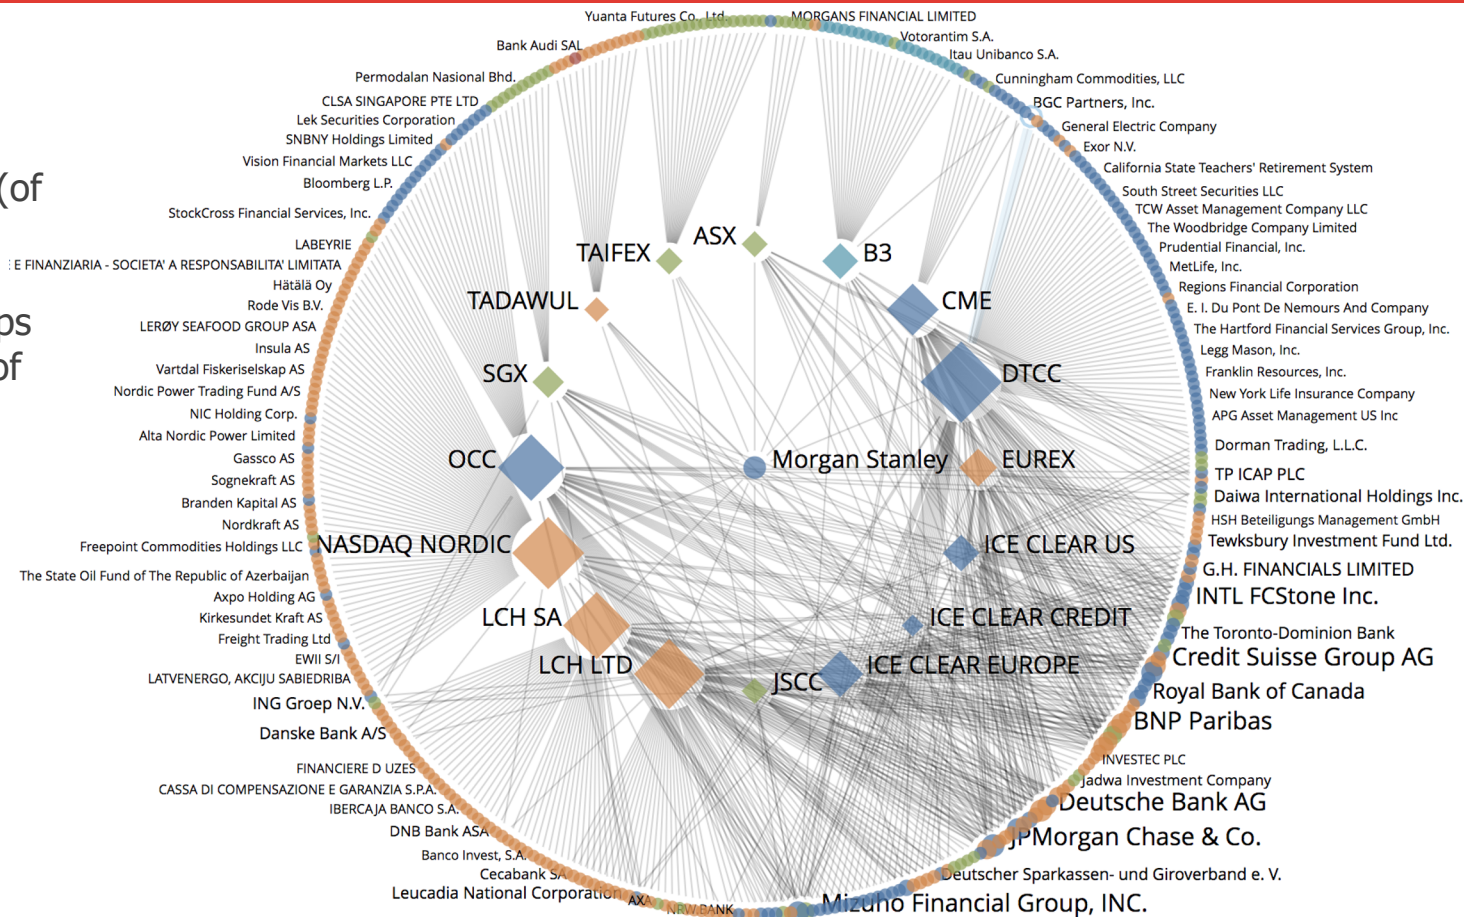 Yuanta Futures Co., Ltd.
MORGANS FINANCIAL LIMITED
Votorantim S.A.
Bank Audi SAL
Itau Unibanco S.A.
Permodalan Nasional Bhd.
Cunningham Commodities, LLC
CLSA SINGAPORE PTE LTD
BGC Partners, Inc.
Lek Securities Corporation
General Electric Company
SNBNY Holdings Limited
Exor N.V.
Vision Financial Markets LLC
California State Teachers' Retirement System
Bloomberg L.P.
(of
South Street Securities LLC
StockCross Financial Services, Inc.
TCW Asset Management Company LLC
The Woodbridge Company Limited
LABEYRIE
Prudential Financial, Inc.
E FINANZIARIA - SOCIETA' A RESPONSABILITA' LIMITATA
MetLife, Inc.
Hätälä Oy
Regions Financial Corporation
Rode Vis B.V.
E. I. Du Pont De Nemours And Company
ps
LERØY SEAFOOD GROUP ASA
The Hartford Financial Services Group, Inc.
Insula AS
Legg Mason, Inc.
of
Vartdal Fiskeriselskap AS
Franklin Resources, Inc.
Nordic Power Trading Fund A/S
New York Life Insurance Company
NIC Holding Corp.
APG Asset Management US Inc
Alta Nordic Power Limited
Dorman Trading, L.L.C.
Gassco AS
TP ICAP PLC
Sognekraft AS
Daiwa International Holdings Inc.
Branden Kapital AS
HSH Beteiligungs Management GmbH
Nordkraft AS
Tewksbury Investment Fund Ltd.
Freepoint Commodities Holdings LLC
G.H. FINANCIALS LIMITED
The State Oil Fund of The Republic of Azerbaijan
INTL FCStone Inc.
Axpo Holding AG
Kirkesundet Kraft AS
The Toronto-Dominion Bank
Freight Trading Ltd
Credit Suisse Group AG
EWII S/I
LATVENERGO, AKCIJU SABIEDRIBA
Royal Bank of Canada
ING Groep N.V.
BNP Paribas
Danske Bank A/S
INVESTEC PLC
FINANCIERE D UZES
Jadwa Investment Company
CASSA DI COMPENSAZIONE E GARANZIA S.P.A.
Deutsche Bank AG
IBERCAJA BANCO S.A.
DNB Bank ASA
JPMorgan Chase & Co.
Banco Invest, S.A.
Cecabank SA
Deutscher Sparkassen- und Giroverband e. V.
Leucadia National Corporation
AXA
NRW.BANK
Mizuho Financial Group, INC.
ASX
TAIFEX
B3
TADAWUL
CME
SGX
DTCC
OCC
Morgan Stanley
EUREX
NASDAQ NORDIC
ICE CLEAR US
LCH SA
ICE CLEAR CREDIT
LCH LTD
ICE CLEAR EUROPE
JSCC